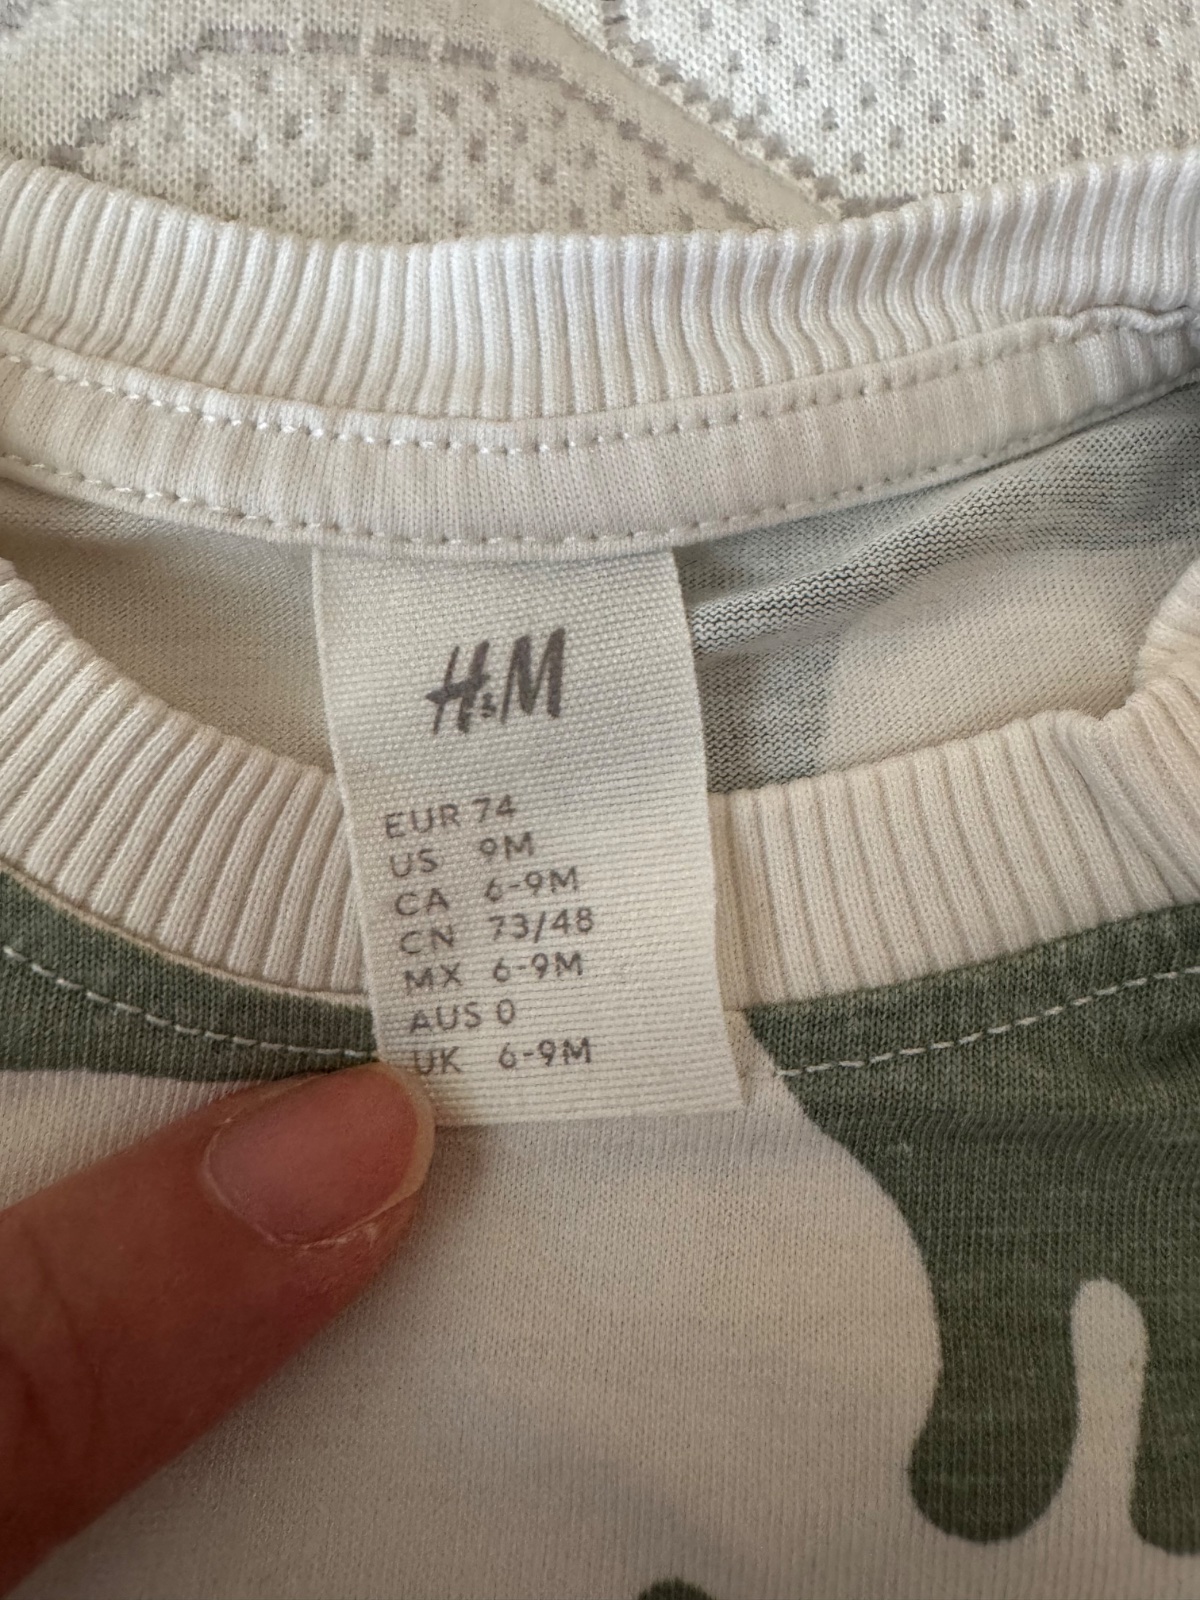 H&M
EUR 74
US 9M
CA 6-9M
CN 73/48
MX 6-9M
AUS 0
UK 6-9M